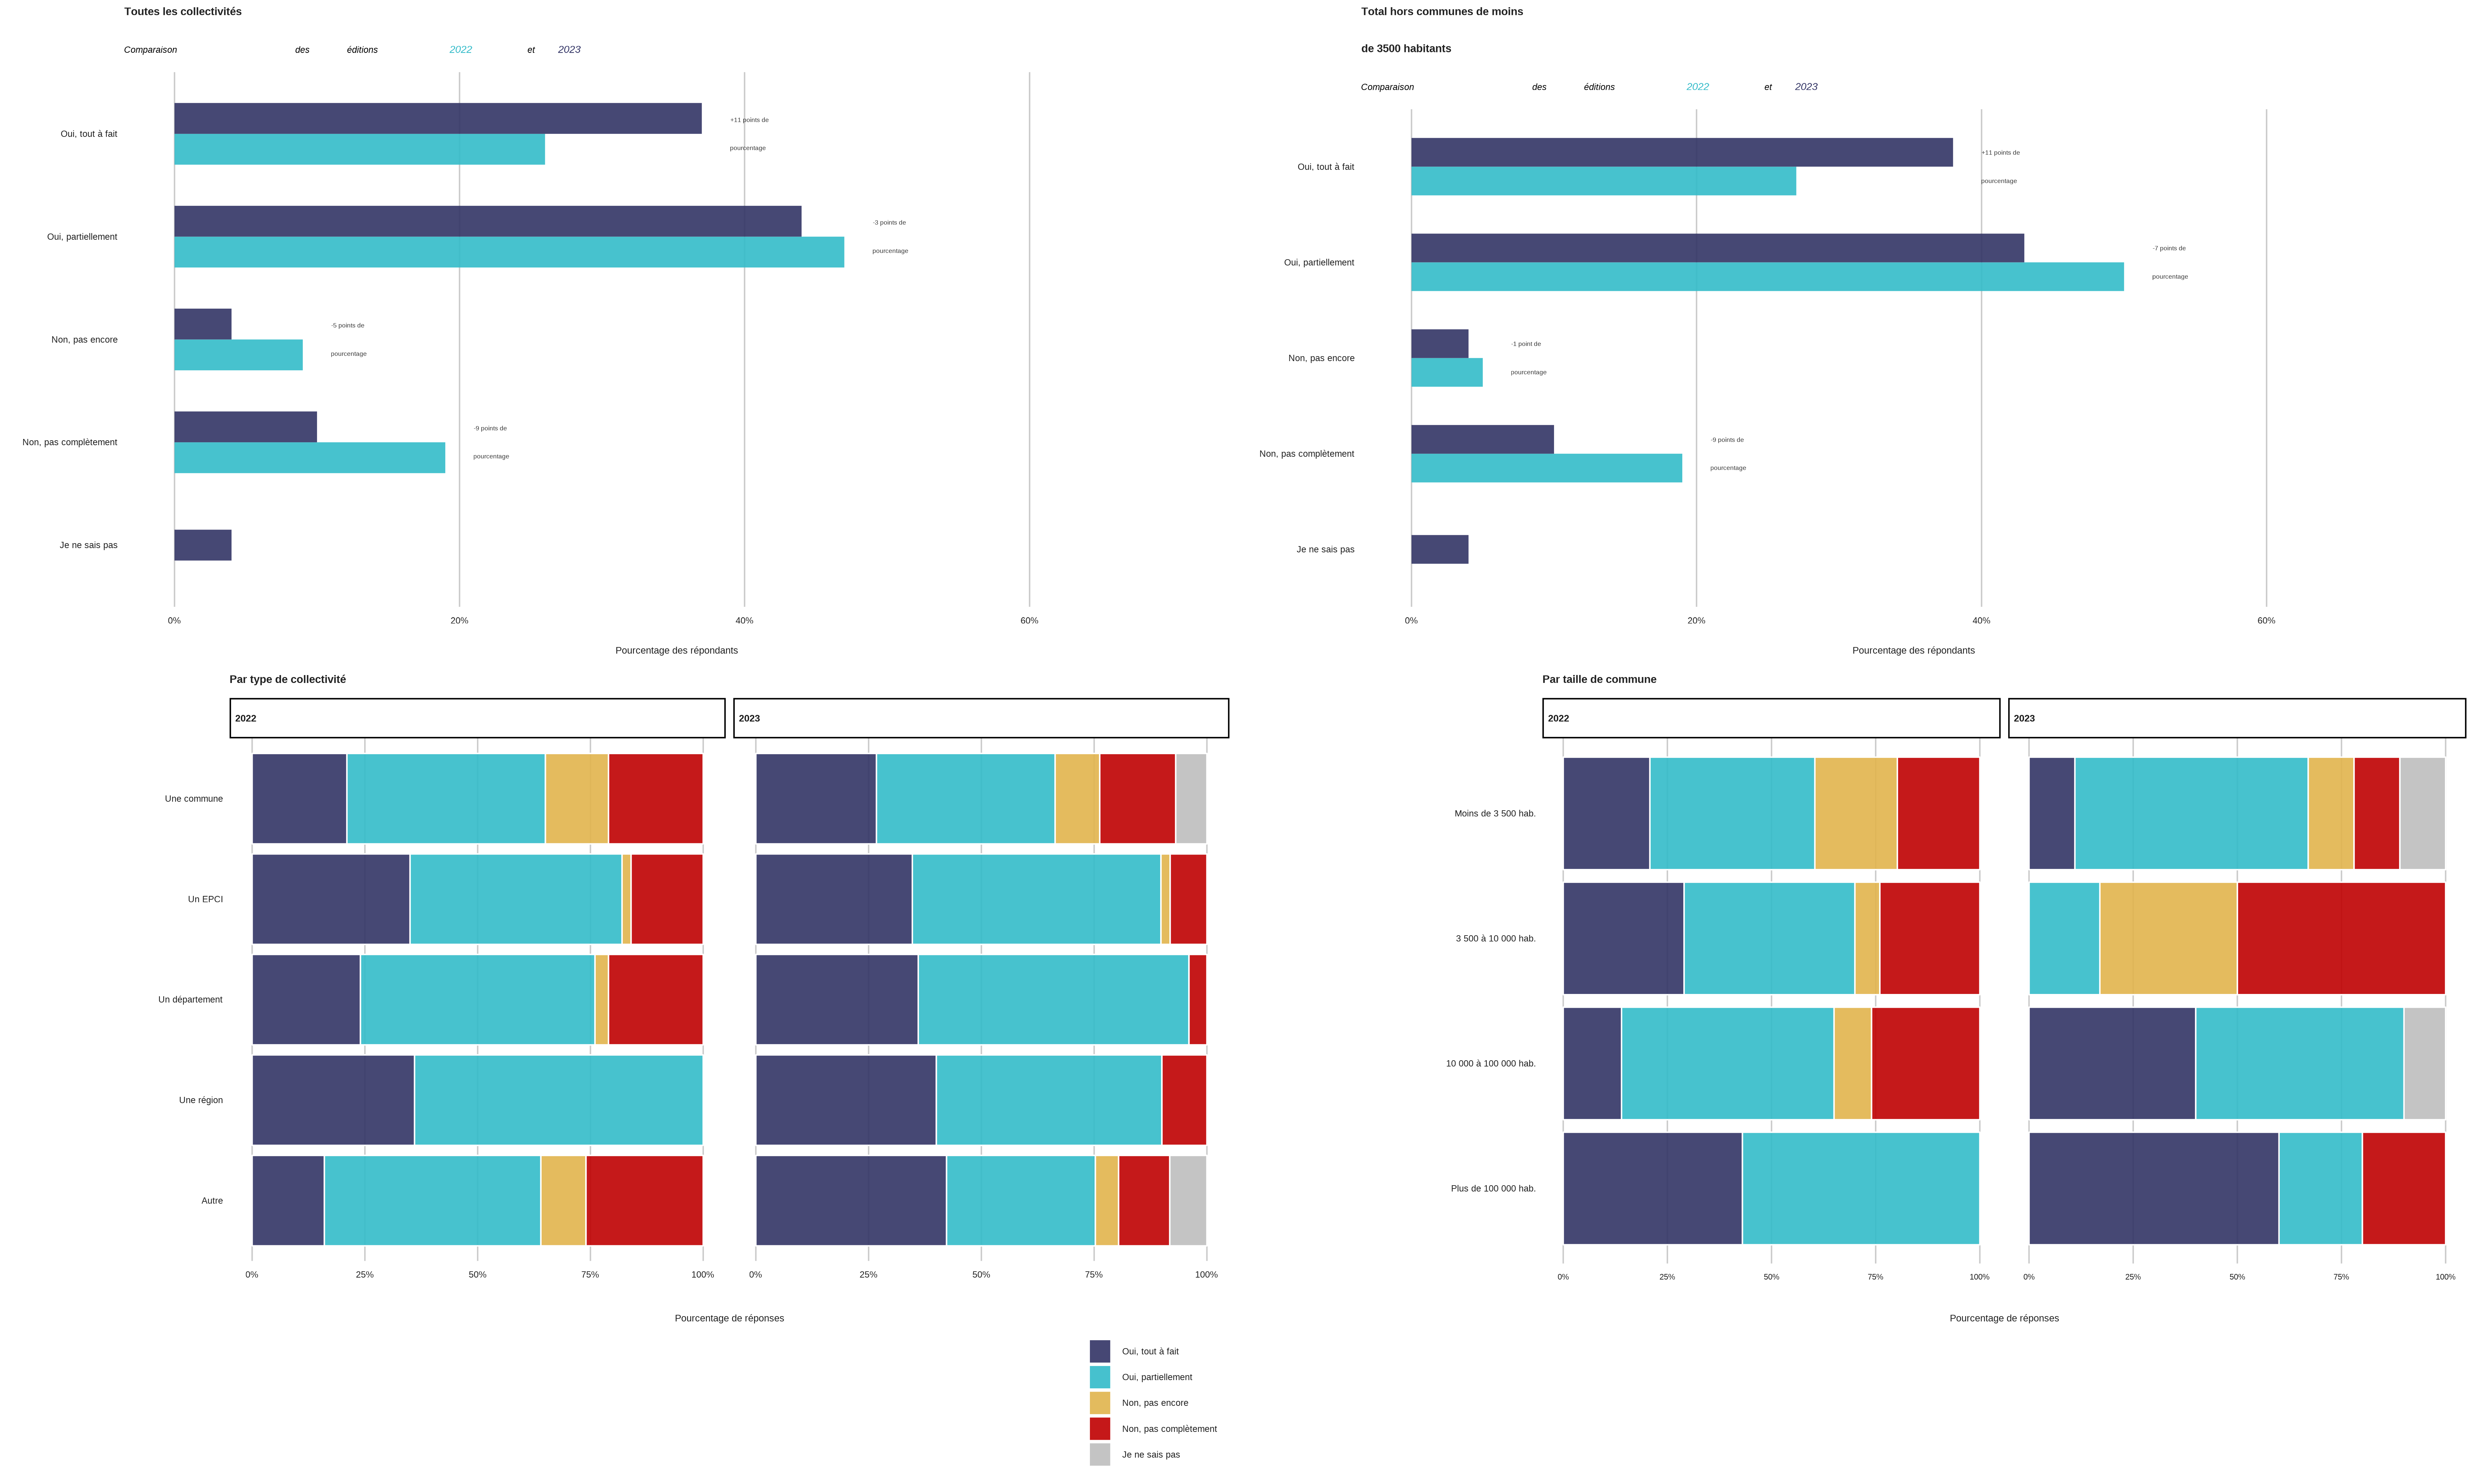 Toutes les collectivités
Comparaison des éditions 2022 et 2023
Oui, tout à fait
+11 points de
pourcentage
Oui, partiellement
-3 points de
pourcentage
Non, pas encore
-5 points de
pourcentage
Non, pas complètement
-9 points de
pourcentage
Je ne sais pas
0% 20% 40% 60%
Pourcentage des répondants
Total hors communes de moins
de 3500 habitants
Comparaison des éditions 2022 et 2023
Oui, tout à fait
+11 points de
pourcentage
Oui, partiellement
-7 points de
pourcentage
Non, pas encore
-1 point de
pourcentage
Non, pas complètement
-9 points de
pourcentage
Je ne sais pas
0% 20% 40% 60%
Pourcentage des répondants
Par type de collectivité
2022 2023
Une commune
Un EPCI
Un département
Une région
Autre
0% 25% 50% 75% 100% 0% 25% 50% 75% 100%
Pourcentage de réponses
Par taille de commune
2022 2023
Moins de 3 500 hab.
3 500 à 10 000 hab.
10 000 à 100 000 hab.
Plus de 100 000 hab.
0% 25% 50% 75% 100% 0% 25% 50% 75% 100%
Pourcentage de réponses
Oui, tout à fait
Oui, partiellement
Non, pas encore
Non, pas complètement
Je ne sais pas